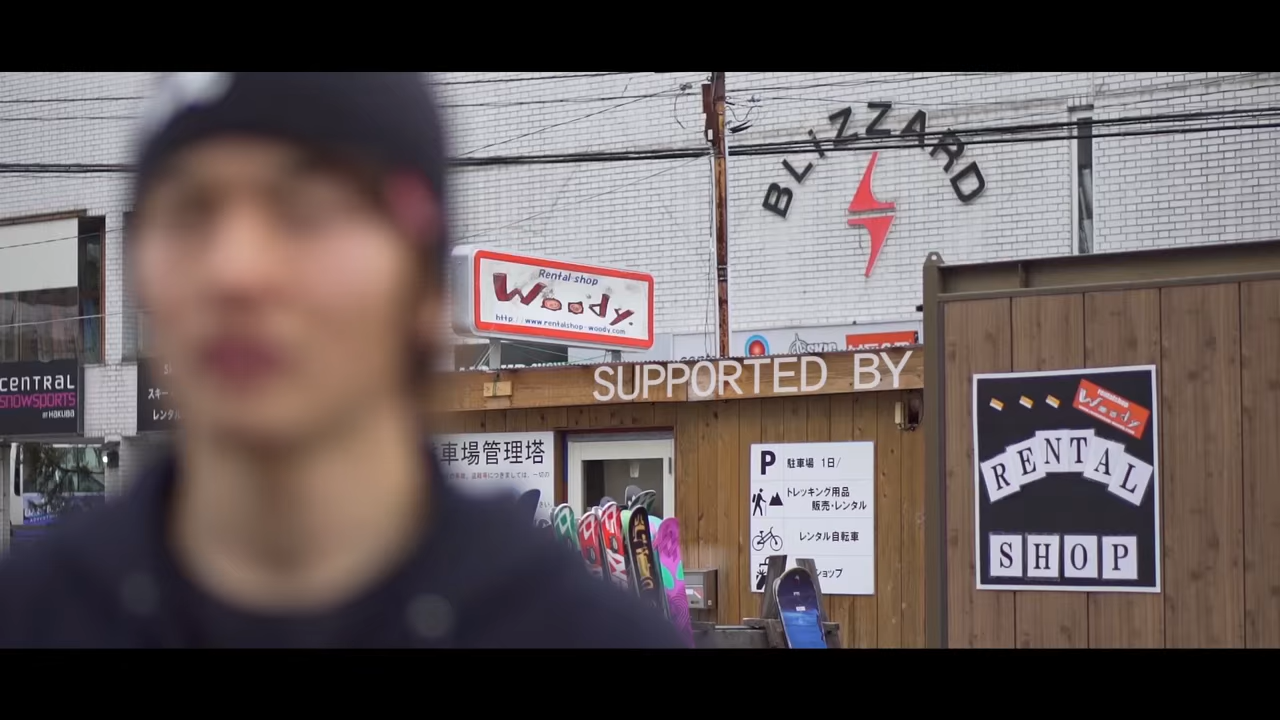 BLIZZARD
Rental shop
Woody.
http://www.rentalshop-woody.com
SUPPORTED BY
CENTRAL
SNOWSPORTS
OF HAKUBA
スキー
レンタル
車場管理塔
P 駐車場 1日/
トレッキング用品
販売・レンタル
レンタル自転車
ショップ
rentalshop
Woody
RENTAL
SHOP